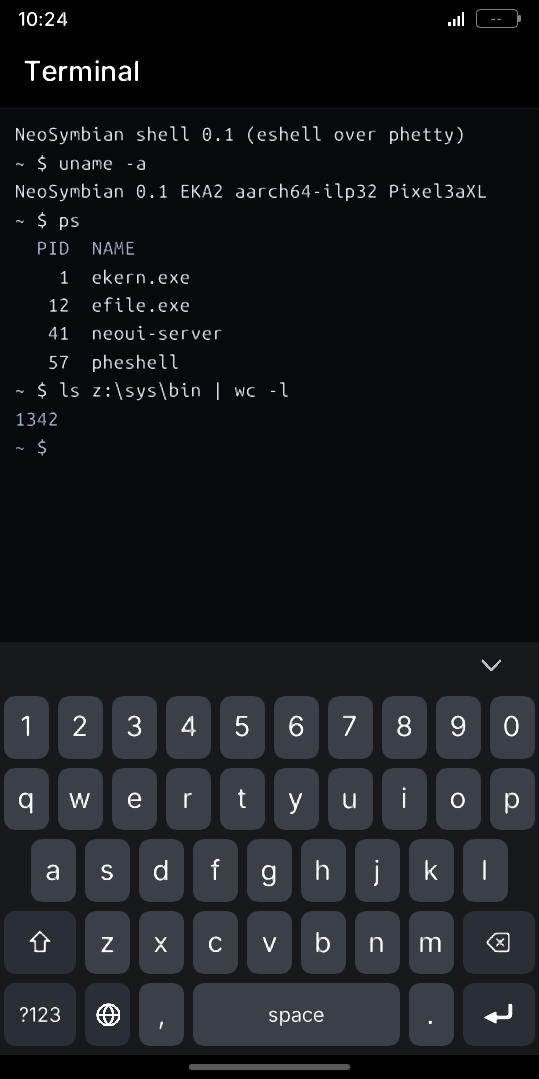 10:24
--
Terminal
NeoSymbian shell 0.1 (eshell over phetty)
~ $ uname -a
NeoSymbian 0.1 EKA2 aarch64-ilp32 Pixel3aXL
~ $ ps
  PID  NAME
    1  ekern.exe
   12  efile.exe
   41  neoui-server
   57  pheshell
~ $ ls z:\sys\bin | wc -l
1342
~ $
1 2 3 4 5 6 7 8 9 0
q w e r t y u i o p
a s d f g h j k l
z x c v b n m
?123 , space .